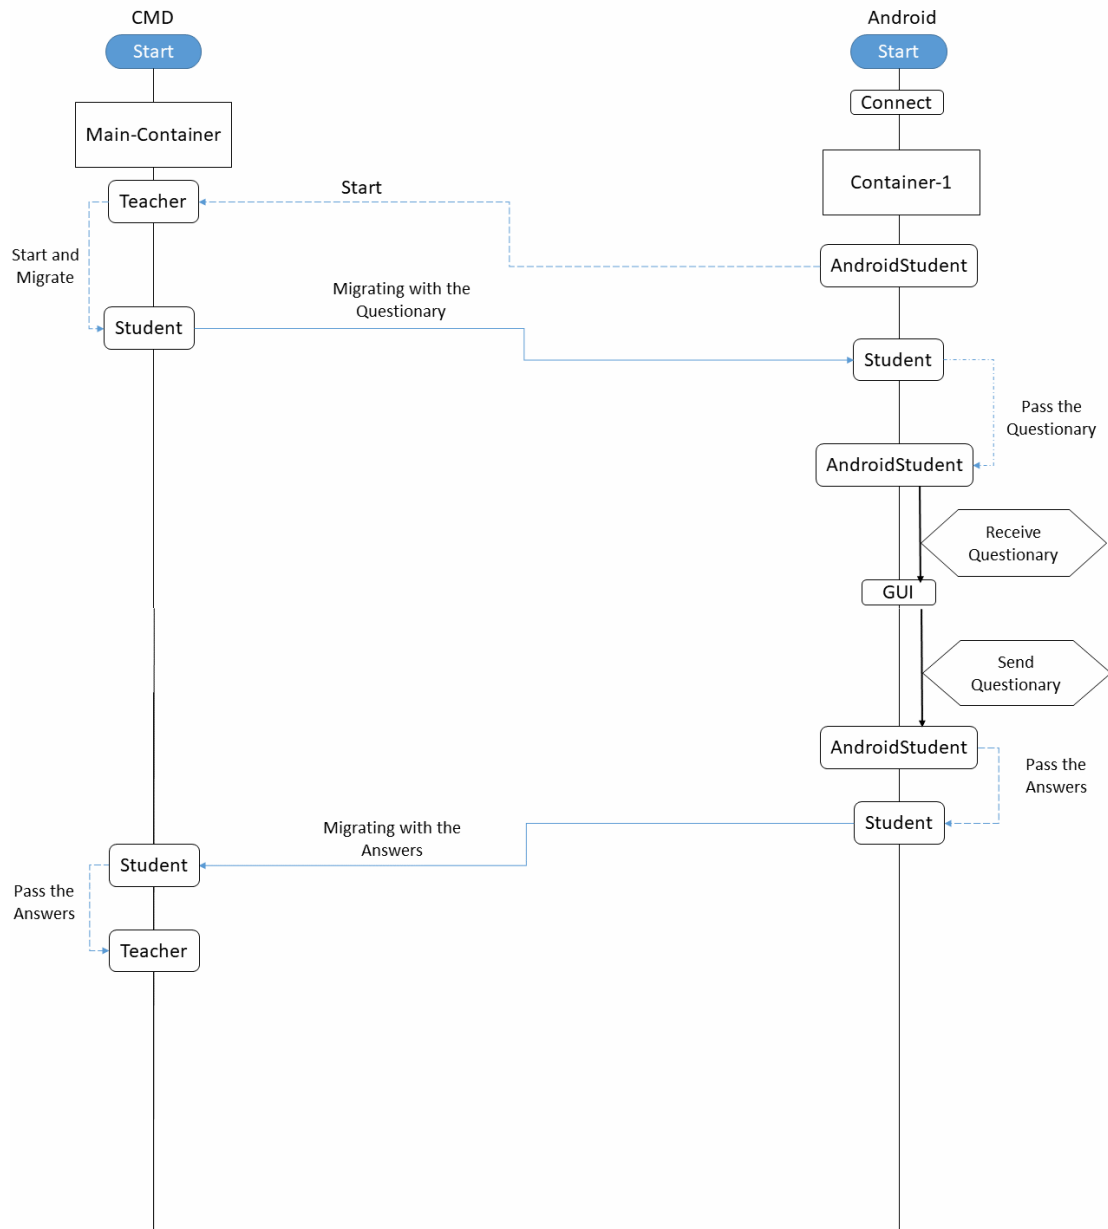 CMD
Android
Start
Start
Connect
Main-Container
Container-1
Teacher
Start
Start and
Migrate
AndroidStudent
Migrating with the
Questionary
Student
Student
Pass the
Questionary
AndroidStudent
Receive
Questionary
GUI
Send
Questionary
AndroidStudent
Pass the
Answers
Migrating with the
Answers
Student
Student
Pass the
Answers
Teacher